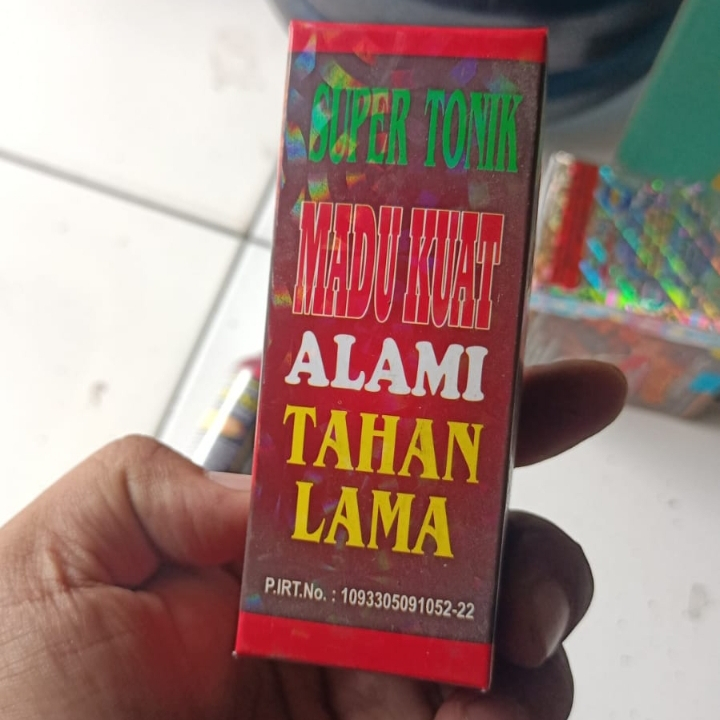 SUPER TONIK
MADU KUAT
ALAMI
TAHAN
LAMA
P.IRT.No. : 1093305091052-22